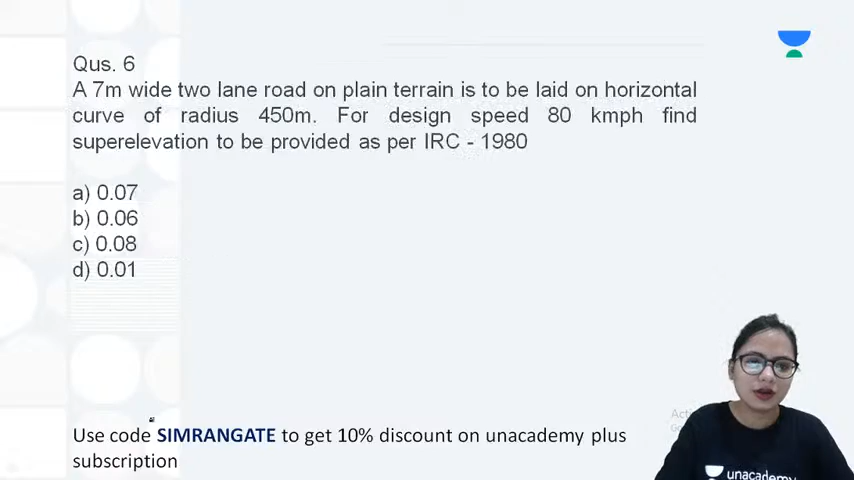 Qus. 6
A 7m wide two lane road on plain terrain is to be laid on horizontal
curve of radius 450m. For design speed 80 kmph find
superelevation to be provided as per IRC - 1980
a) 0.07
b) 0.06
c) 0.08
d) 0.01
Use code SIMRANGATE to get 10% discount on unacademy plus
subscription
unacademy